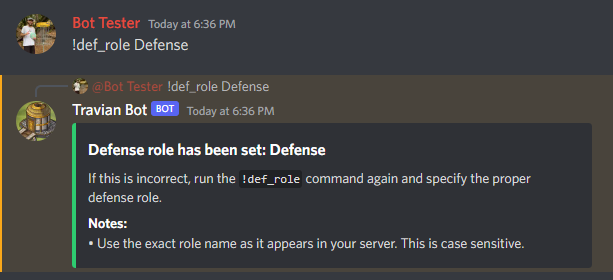 Bot Tester Today at 6:36 PM
!def_role Defense
@Bot Tester !def_role Defense
Travian Bot BOT Today at 6:36 PM
Defense role has been set: Defense
If this is incorrect, run the !def_role command again and specify the proper
defense role.
Notes:
• Use the exact role name as it appears in your server. This is case sensitive.